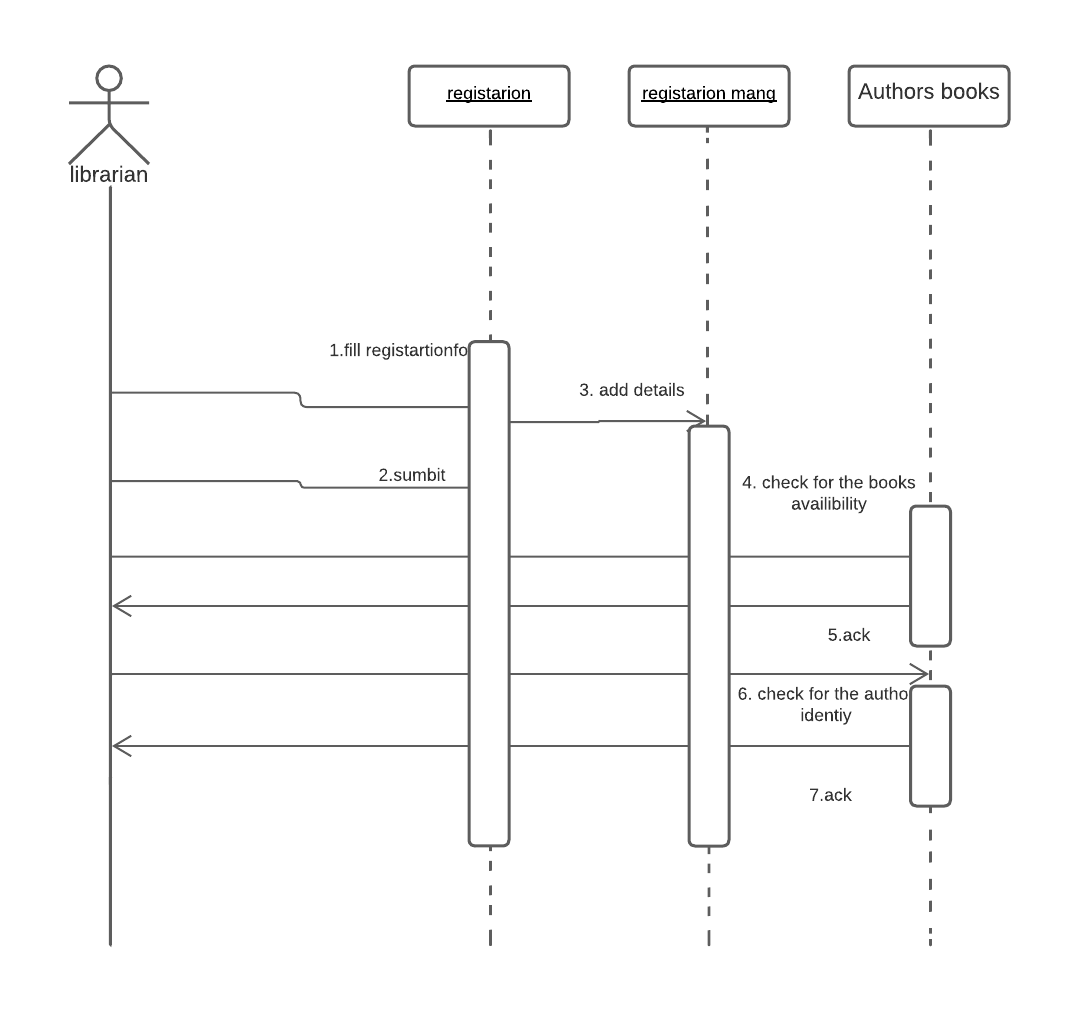 registarion
registarion mang
Authors books
librarian
1.fill registartionfo
3. add details
2.sumbit
4. check for the books
availibility
5.ack
6. check for the autho
identiy
7.ack